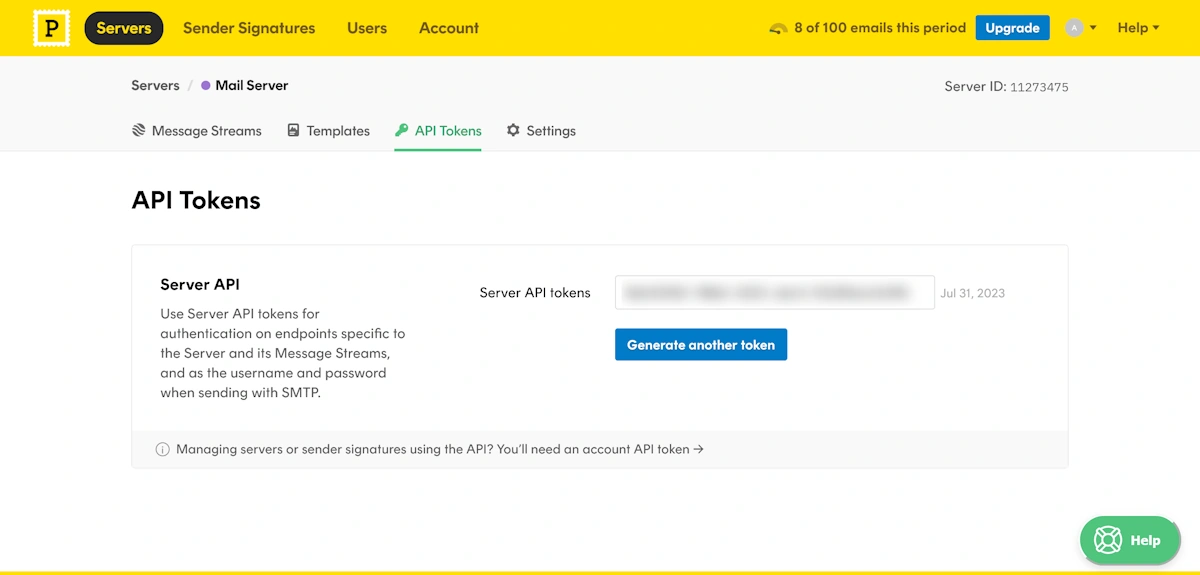 P Servers Sender Signatures Users Account 8 of 100 emails this period Upgrade A Help
Servers / Mail Server Server ID: 11273475
Message Streams Templates API Tokens Settings
API Tokens
Server API
Use Server API tokens for
authentication on endpoints specific to
the Server and its Message Streams,
and as the username and password
when sending with SMTP.
Server API tokens Jul 31, 2023
Generate another token
Managing servers or sender signatures using the API? You'll need an account API token →
Help